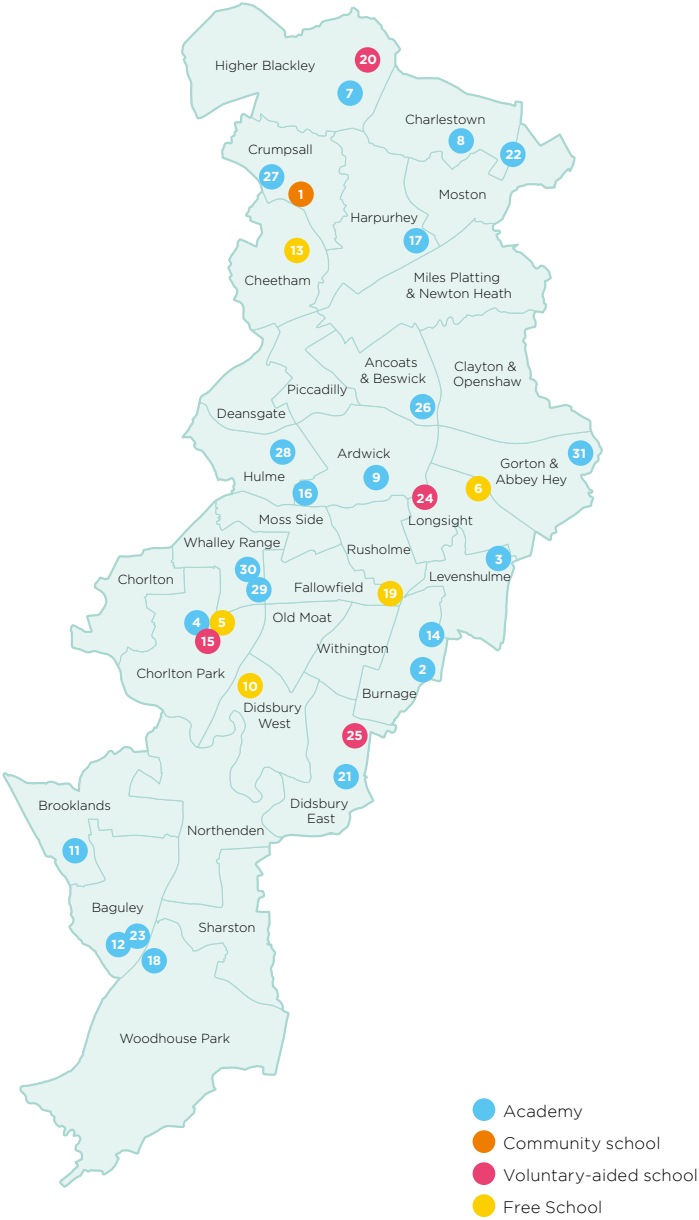 20
Higher Blackley
7
Charlestown
8
Crumpsall
22
27
1
Moston
Harpurhey
17
13
Cheetham
Miles Platting
& Newton Heath
Ancoats
& Beswick
Clayton &
Openshaw
Piccadilly
26
Deansgate
28
Ardwick
31
Gorton &
Abbey Hey
Hulme
9
6
16
24
Moss Side
Longsight
Whalley Range
Rusholme
3
30
Levenshulme
Chorlton
29
Fallowfield
19
4
5
Old Moat
14
15
Withington
Chorlton Park
2
10
Burnage
Didsbury
West
25
21
Brooklands
Didsbury
East
Northenden
11
Baguley
23
12
Sharston
18
Woodhouse Park
Academy
Community school
Voluntary-aided school
Free School